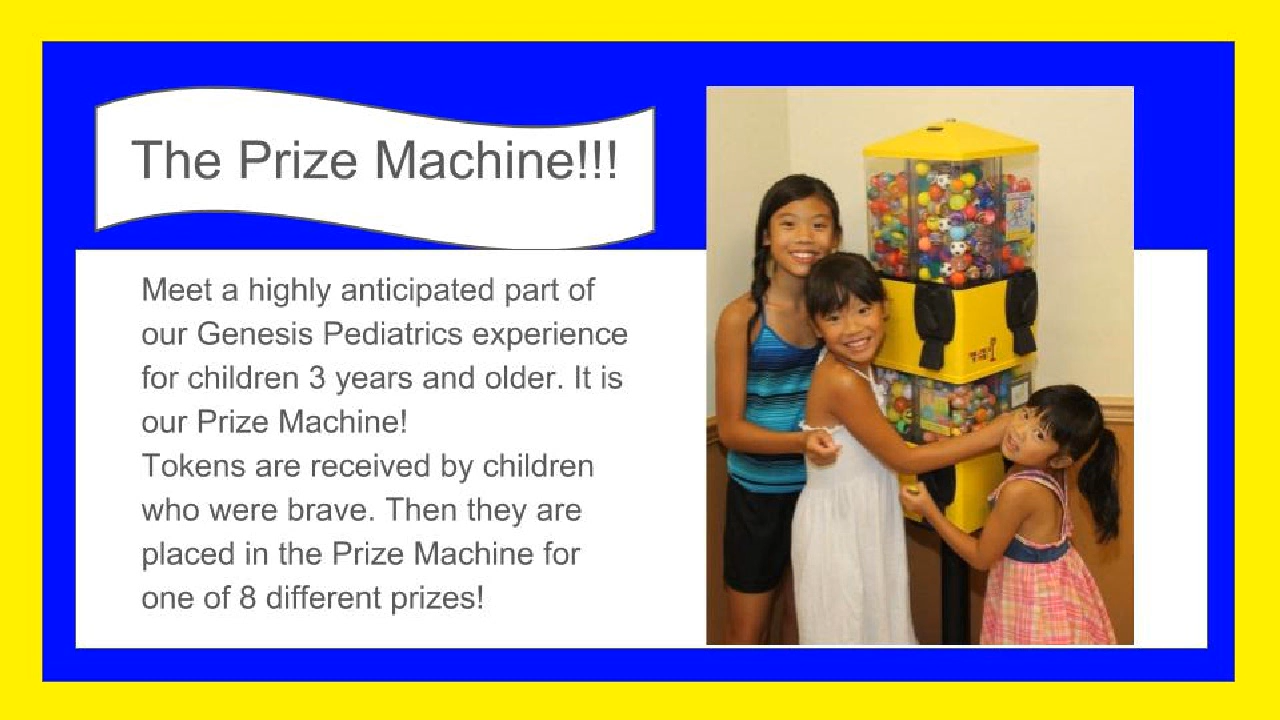 The Prize Machine!!!
Meet a highly anticipated part of
our Genesis Pediatrics experience
for children 3 years and older. It is
our Prize Machine!
Tokens are received by children
who were brave. Then they are
placed in the Prize Machine for
one of 8 different prizes!